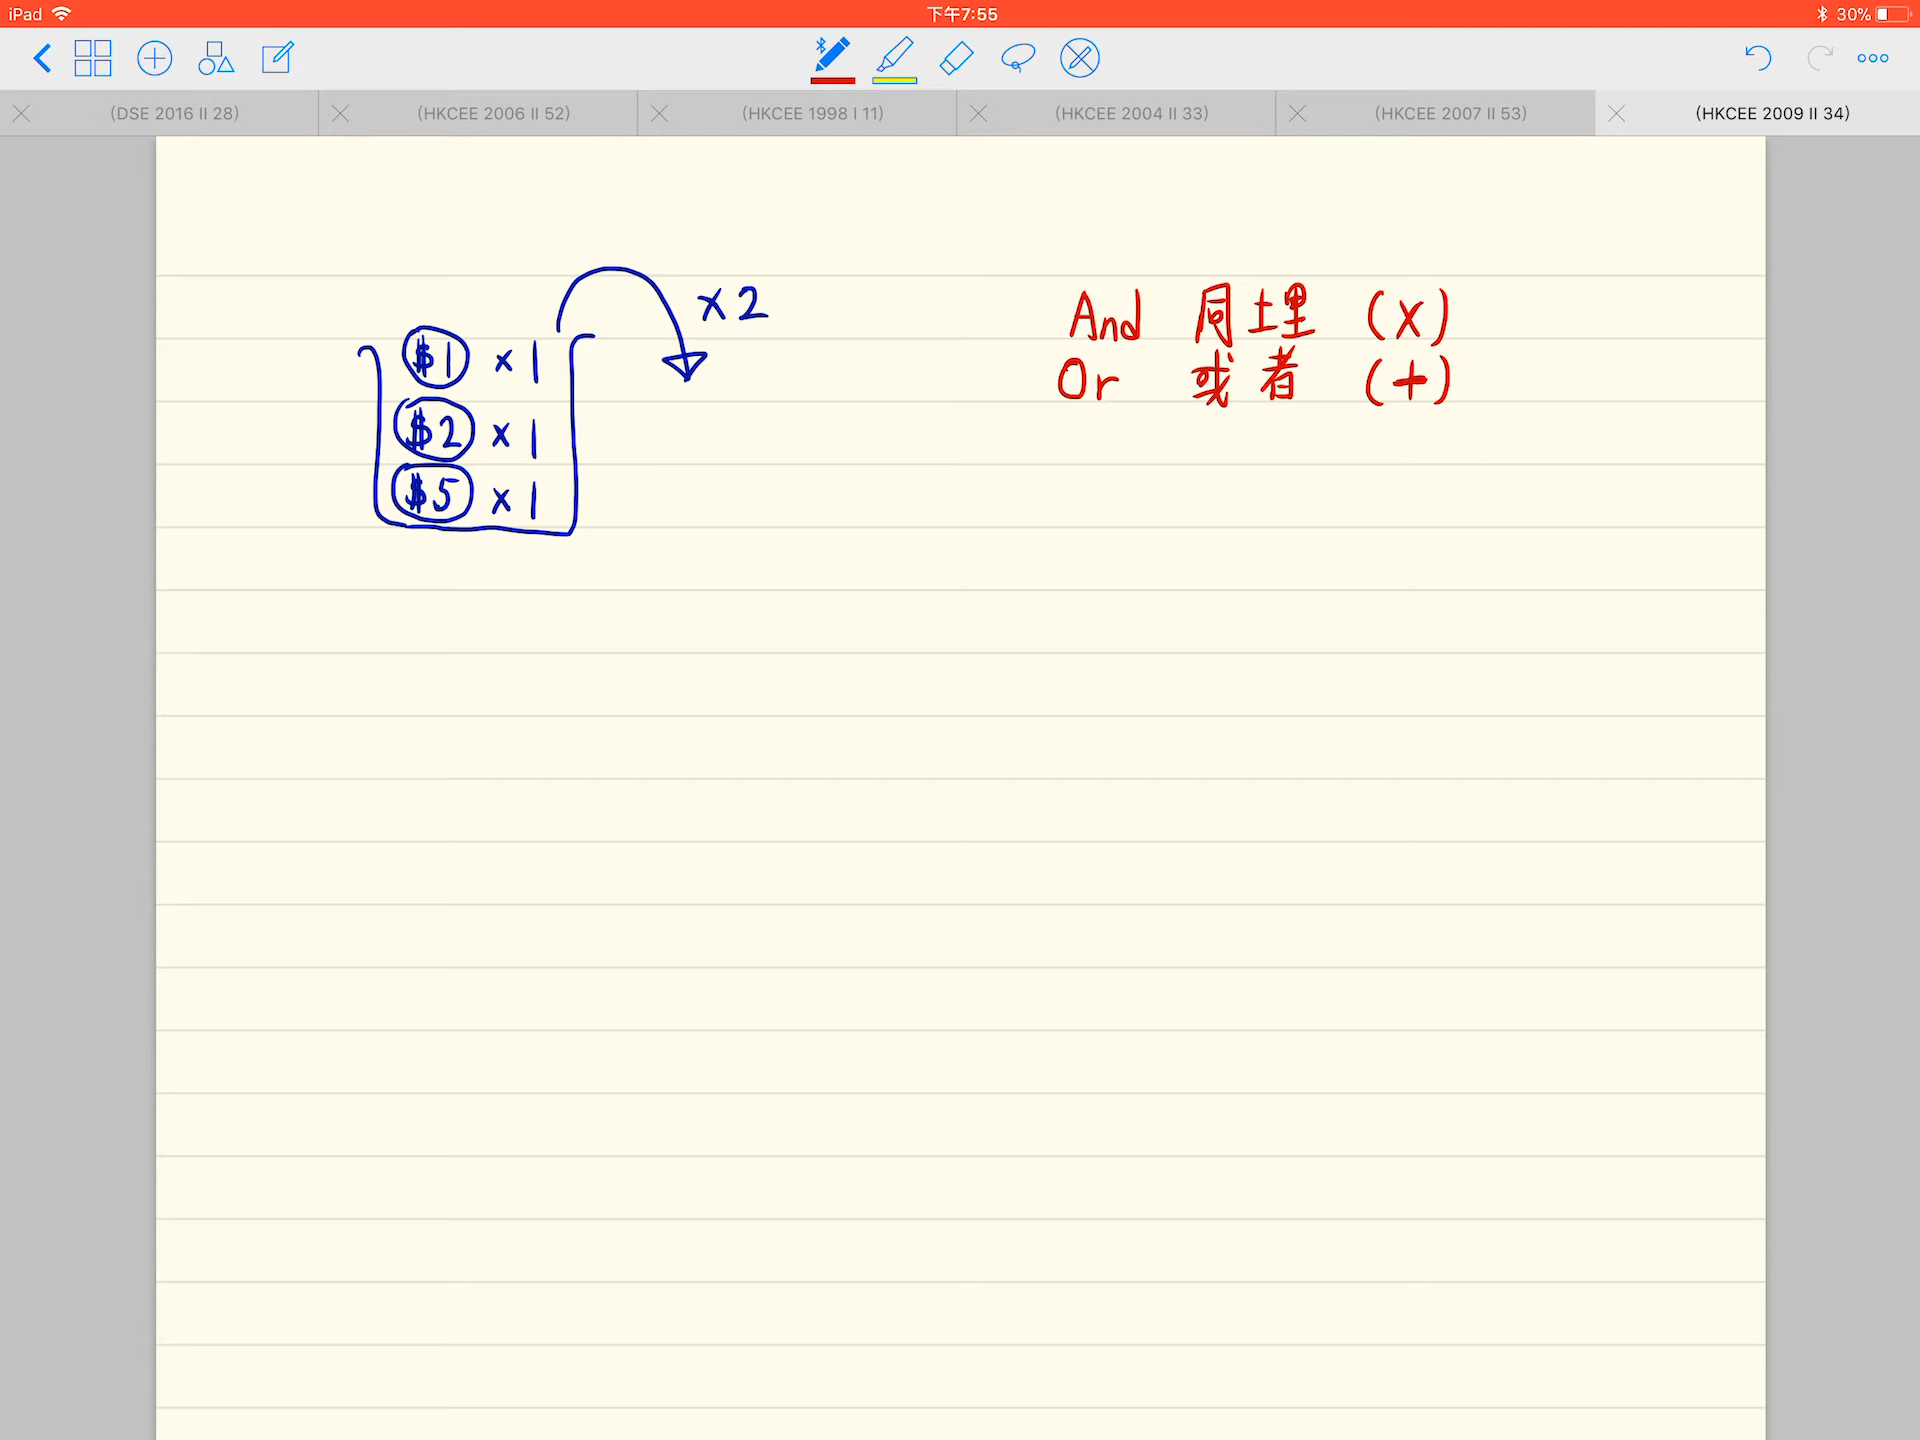 iPad 下午7:55 30%
(DSE 2016 II 28) (HKCEE 2006 II 52) (HKCEE 1998 I 11) (HKCEE 2004 II 33) (HKCEE 2007 II 53) (HKCEE 2009 II 34)
x 2
$1 x 1
$2 x 1
$5 x 1
And 同埋 (x)
Or 或者 (+)